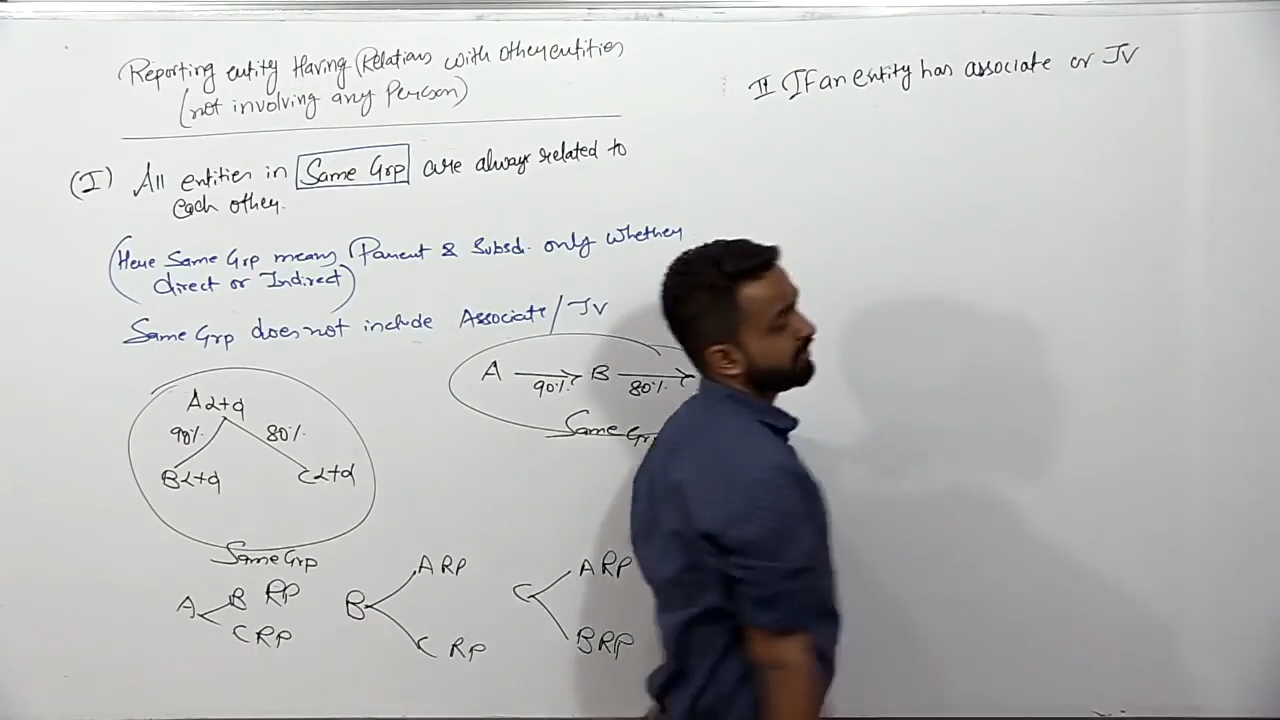 Reporting entity Having Relations with other entities
(not involving any Person)
(I) All entities in Same Grp are always related to
each other.
(Here Same Grp means Parent & Subsd. only whether
direct or Indirect)
Same Grp does not include Associate/JV
A Ltd
90% 80%
B Ltd C Ltd
Same Grp
A 90% B 80%
Same Grp
A B RP
C RP
B A RP
C RP
C A RP
B RP
II If an entity has associate or JV